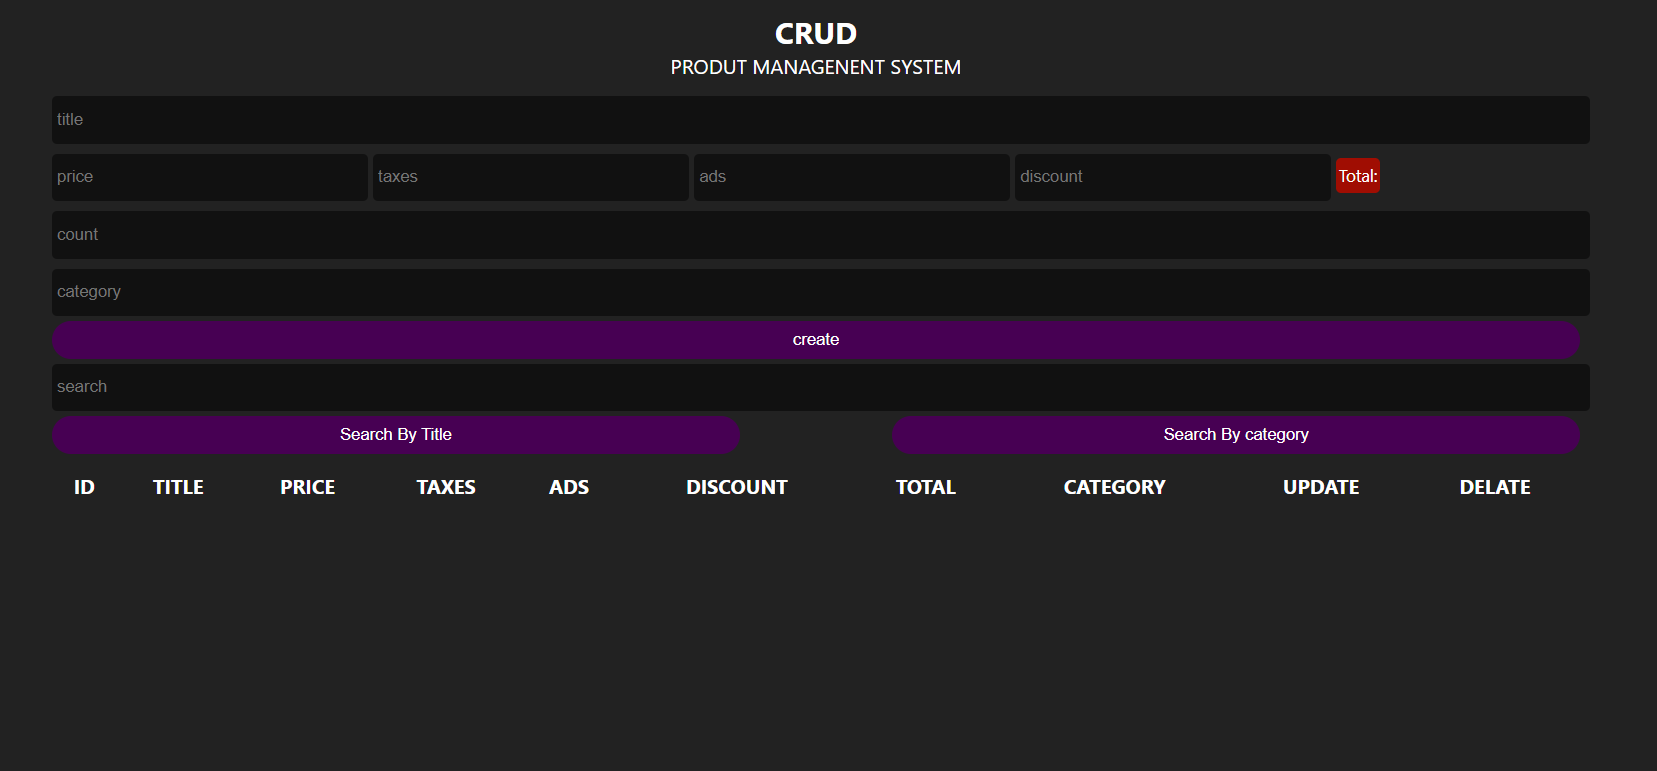 CRUD
PRODUT MANAGENENT SYSTEM
title
price taxes ads discount Total:
count
category
create
search
Search By Title Search By category
ID TITLE PRICE TAXES ADS DISCOUNT TOTAL CATEGORY UPDATE DELATE